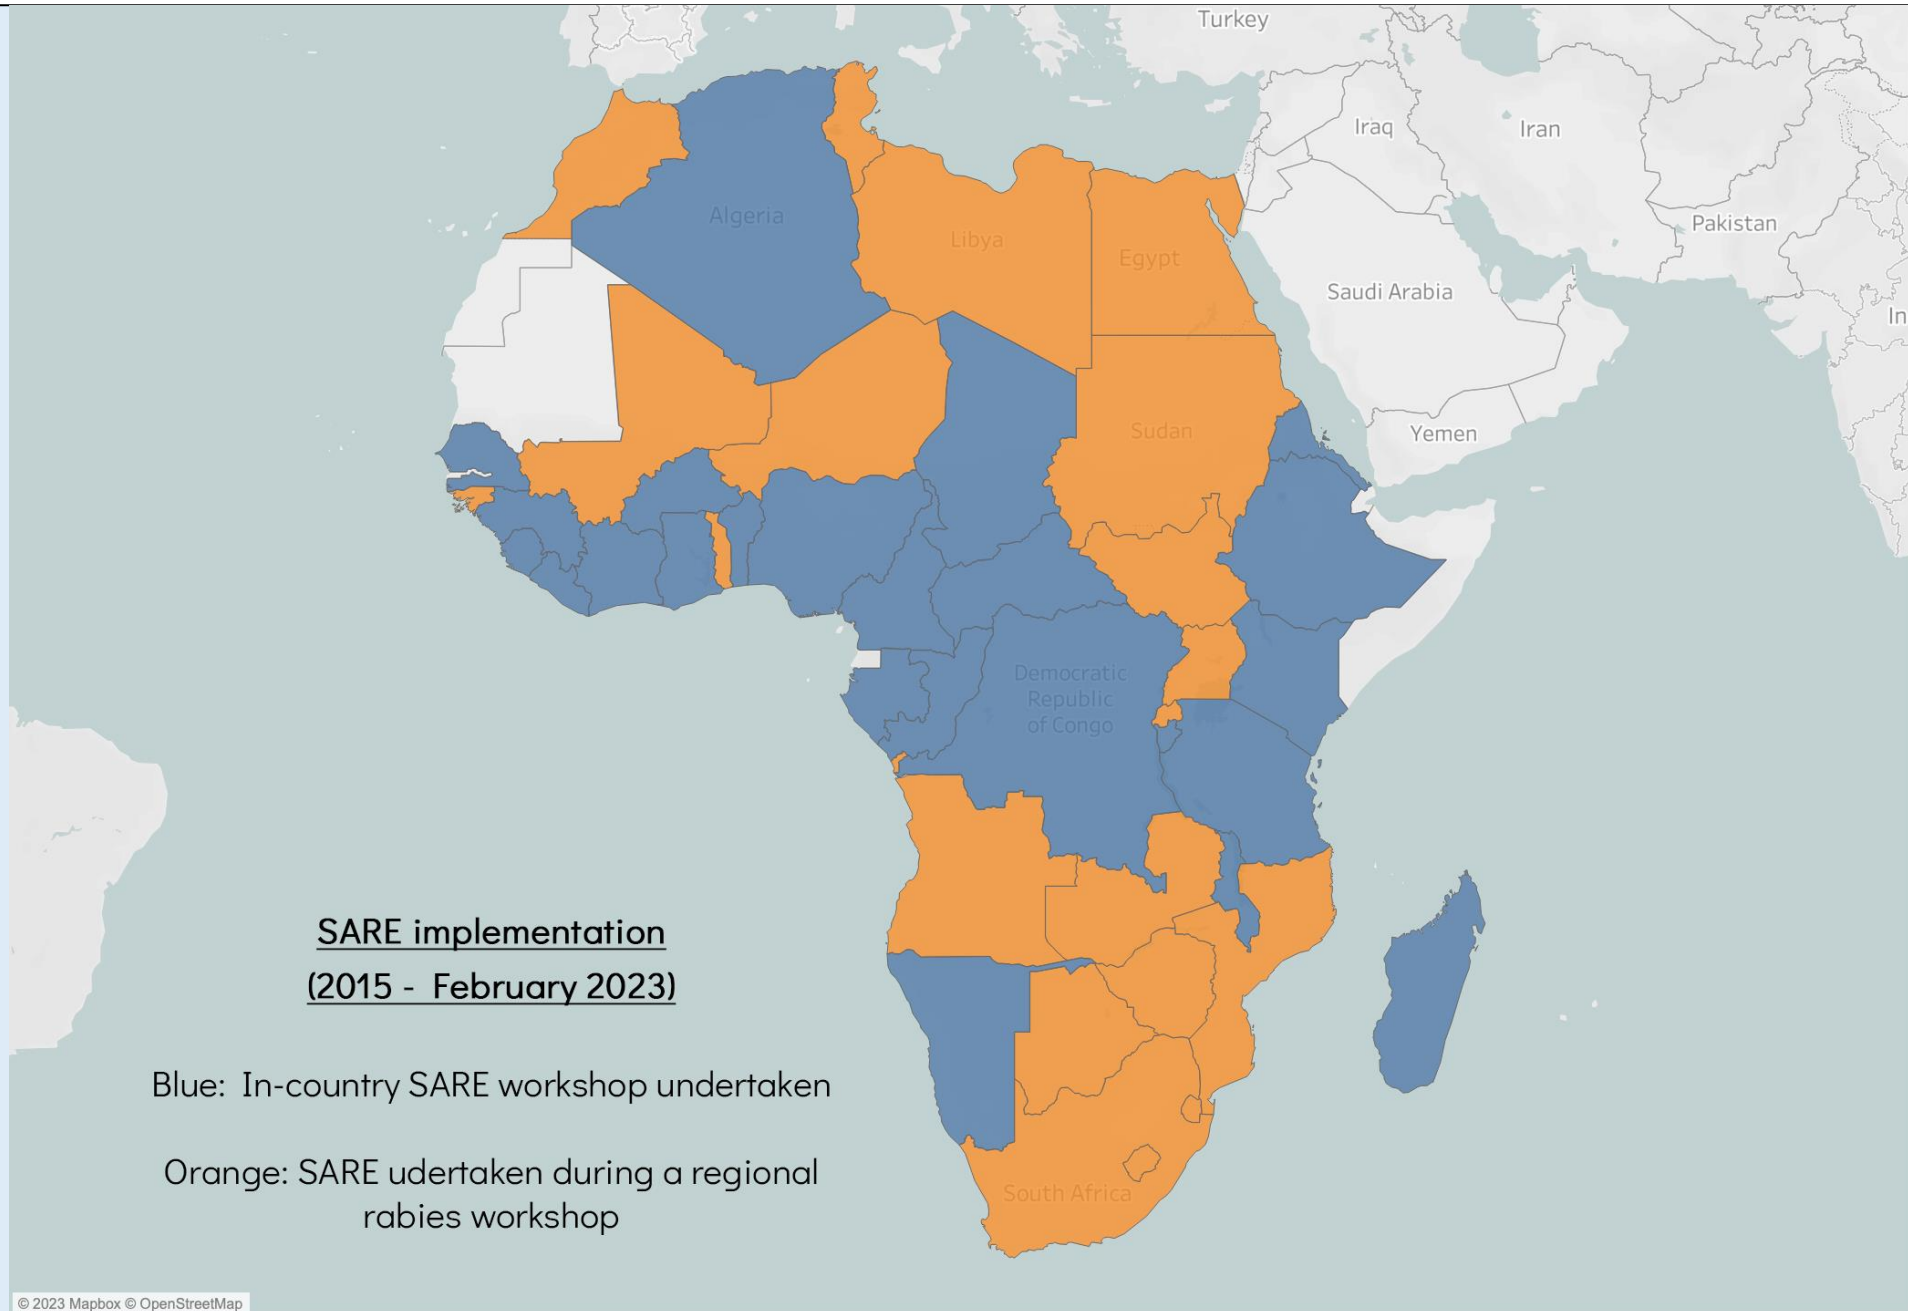 Turkey
Iraq
Iran
Pakistan
Algeria
Libya
Egypt
Saudi Arabia
In
Sudan
Yemen
Democratic
Republic
of Congo
South Africa
SARE implementation
(2015 - February 2023)
Blue: In-country SARE workshop undertaken
Orange: SARE udertaken during a regional
rabies workshop
© 2023 Mapbox © OpenStreetMap